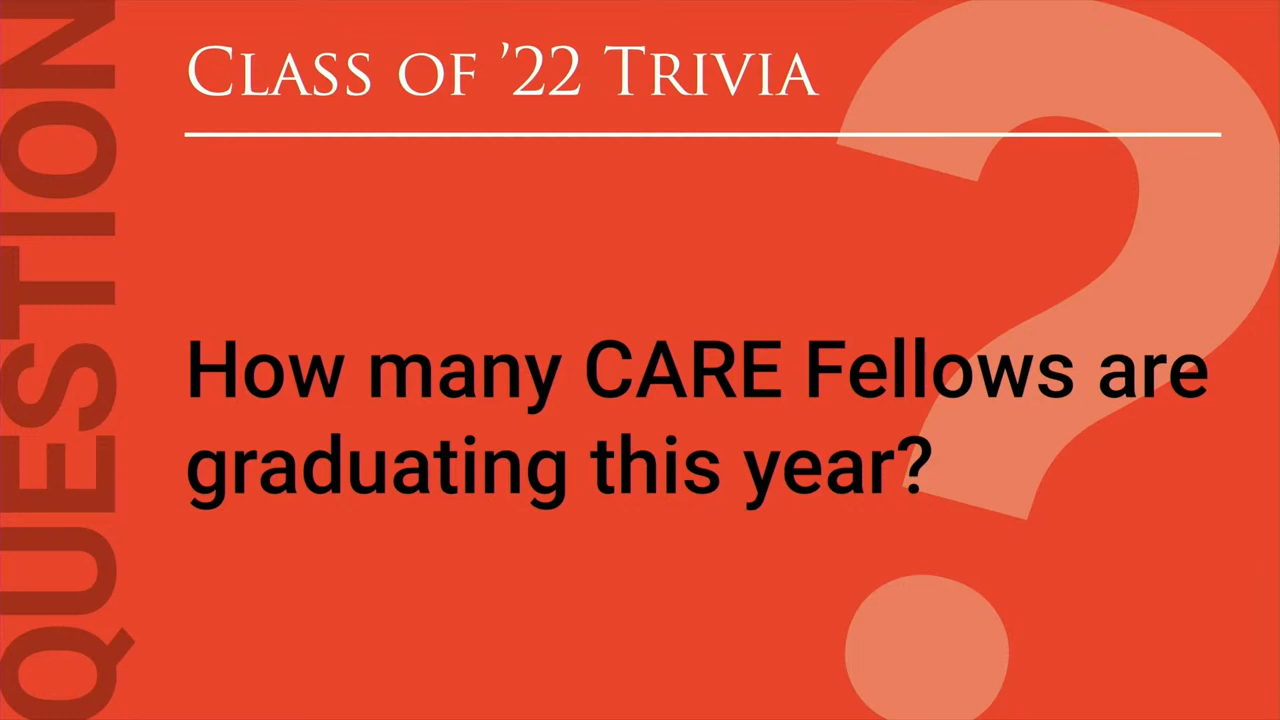 QUESTION
CLASS OF ’22 TRIVIA
How many CARE Fellows are
graduating this year?